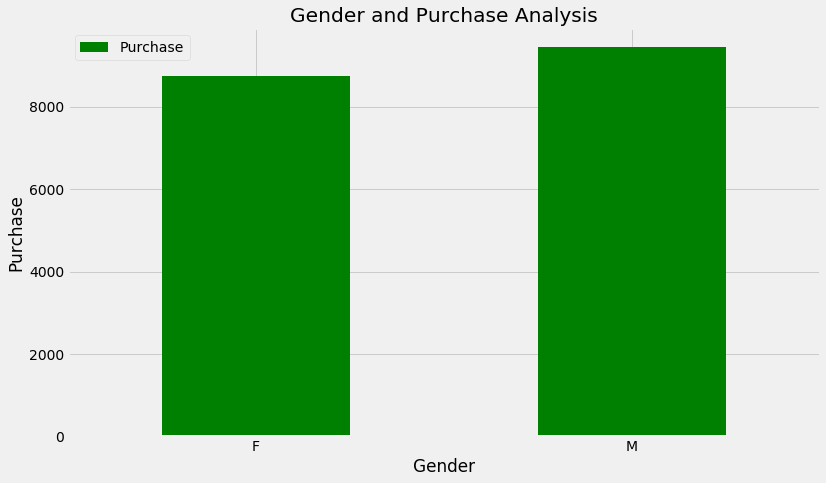 Gender and Purchase Analysis
Purchase
8000
6000
4000
2000
0
Purchase
F
M
Gender